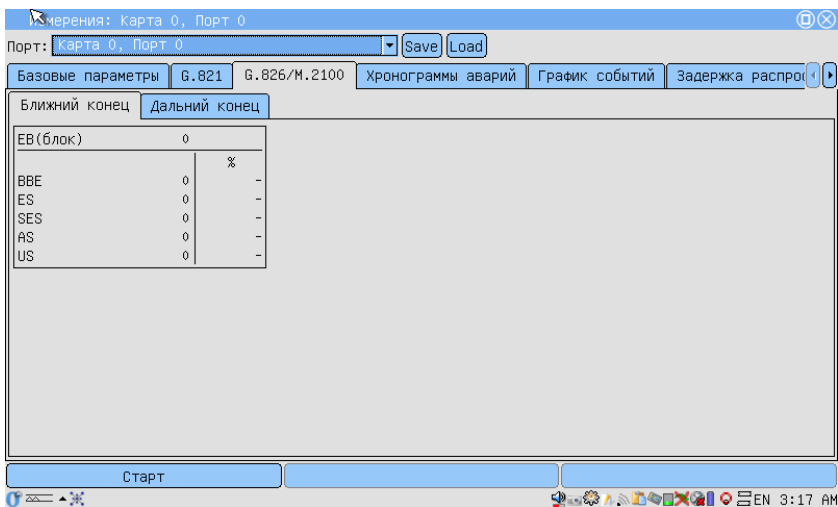 Измерения: Карта 0, Порт 0
Порт: Карта 0, Порт 0 Save Load
Базовые параметры G.821 G.826/M.2100 Хронограммы аварий График событий Задержка распрос
Ближний конец Дальний конец
EB(блок) 0
%
BBE 0 -
ES 0 -
SES 0 -
AS 0 -
US 0 -
Старт
EN 3:17 AM